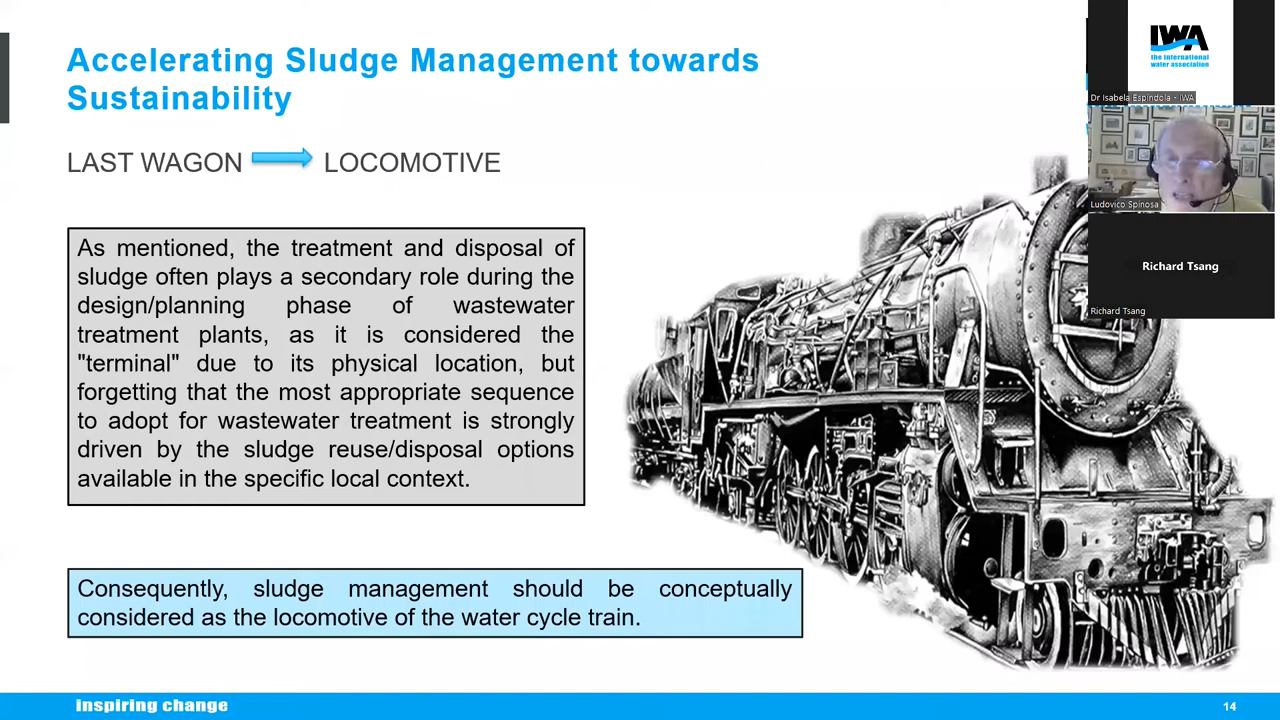 Accelerating Sludge Management towards
Sustainability
LAST WAGON LOCOMOTIVE
As mentioned, the treatment and disposal of
sludge often plays a secondary role during the
design/planning phase of wastewater
treatment plants, as it is considered the
"terminal" due to its physical location, but
forgetting that the most appropriate sequence
to adopt for wastewater treatment is strongly
driven by the sludge reuse/disposal options
available in the specific local context.
Consequently, sludge management should be conceptually
considered as the locomotive of the water cycle train.
inspiring change
14
IWA
the international
water association
Dr Isabela Espindola - IWA
Ludovico Spinosa
Richard Tsang
Richard Tsang